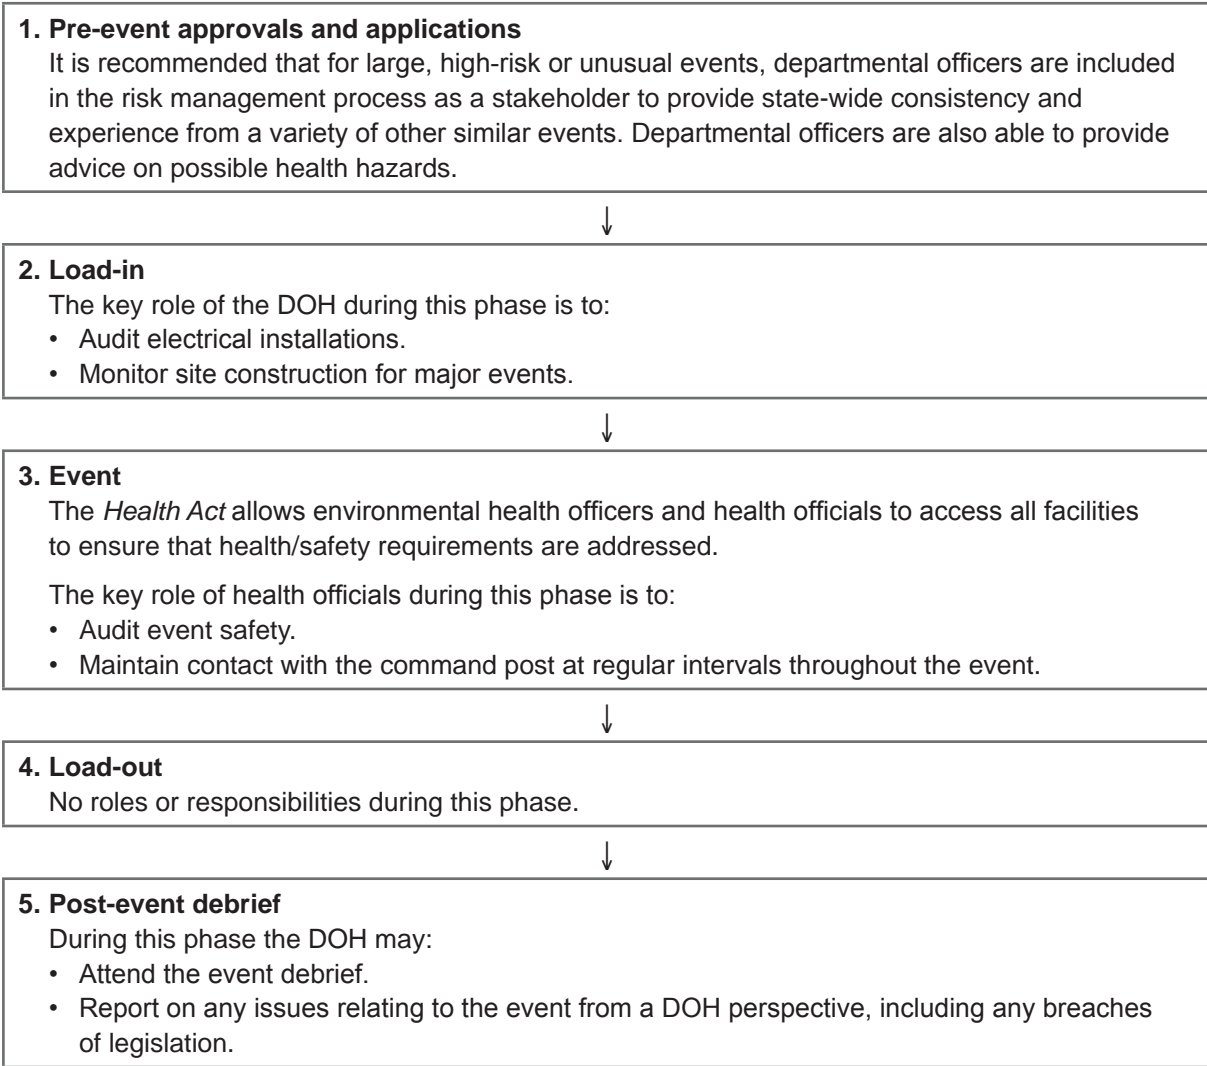 1. Pre-event approvals and applications
It is recommended that for large, high-risk or unusual events, departmental officers are included
in the risk management process as a stakeholder to provide state-wide consistency and
experience from a variety of other similar events. Departmental officers are also able to provide
advice on possible health hazards.
↓
2. Load-in
The key role of the DOH during this phase is to:
• Audit electrical installations.
• Monitor site construction for major events.
↓
3. Event
The Health Act allows environmental health officers and health officials to access all facilities
to ensure that health/safety requirements are addressed.
The key role of health officials during this phase is to:
• Audit event safety.
• Maintain contact with the command post at regular intervals throughout the event.
↓
4. Load-out
No roles or responsibilities during this phase.
↓
5. Post-event debrief
During this phase the DOH may:
• Attend the event debrief.
• Report on any issues relating to the event from a DOH perspective, including any breaches
of legislation.